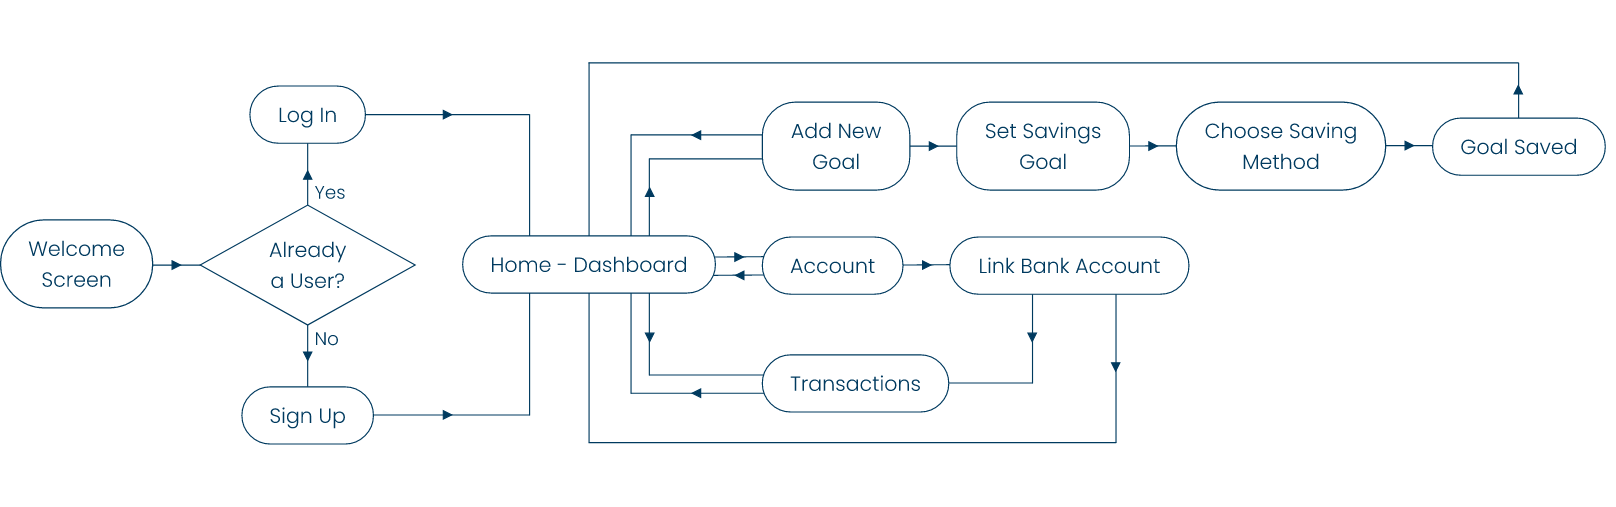 Welcome
Screen
Already
a User?
Yes
Log In
No
Sign Up
Home - Dashboard
Add New
Goal
Set Savings
Goal
Choose Saving
Method
Goal Saved
Account
Link Bank Account
Transactions